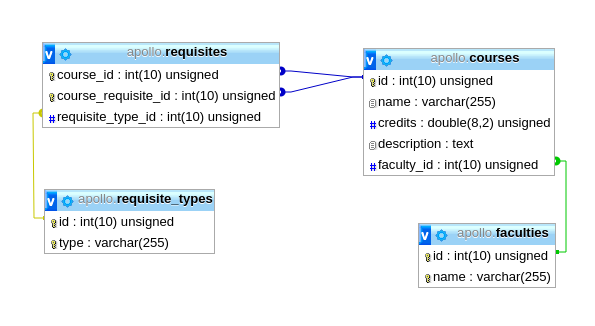 v apollo.requisites
course_id : int(10) unsigned
course_requisite_id : int(10) unsigned
# requisite_type_id : int(10) unsigned
v apollo.courses
id : int(10) unsigned
name : varchar(255)
# credits : double(8,2) unsigned
description : text
# faculty_id : int(10) unsigned
v apollo.requisite_types
id : int(10) unsigned
type : varchar(255)
v apollo.faculties
id : int(10) unsigned
name : varchar(255)